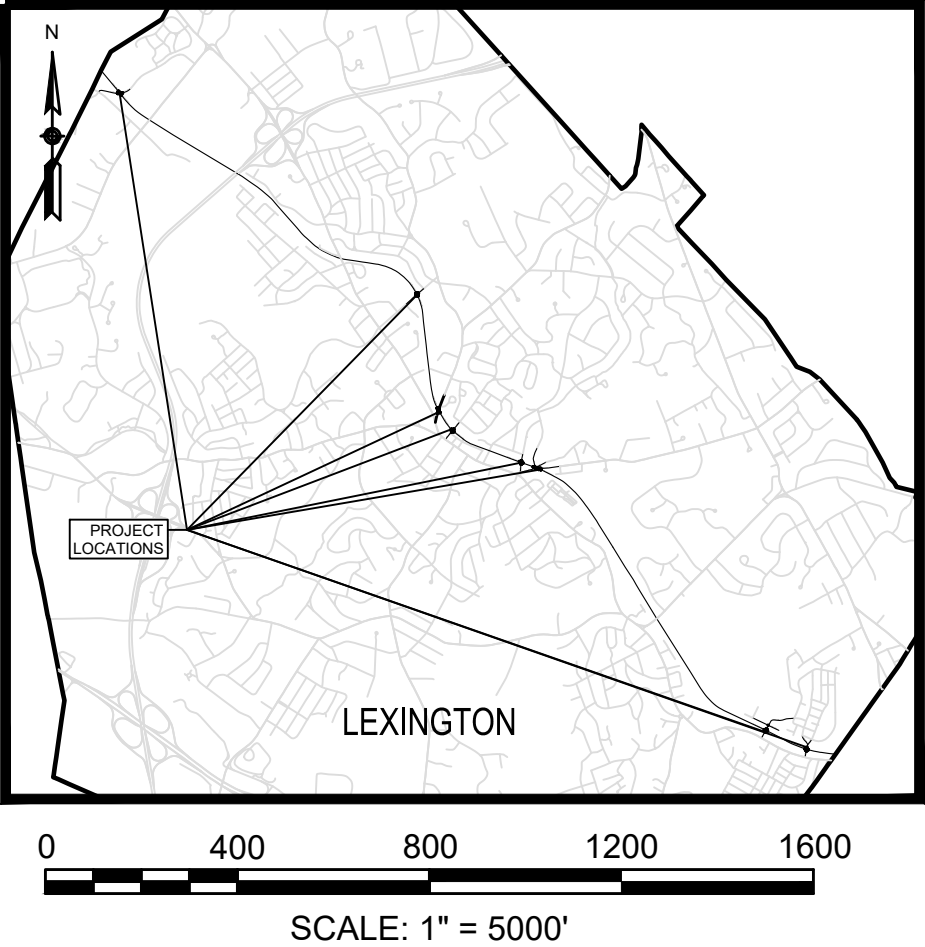 N
PROJECT
LOCATIONS
LEXINGTON
0 400 800 1200 1600
SCALE: 1" = 5000'